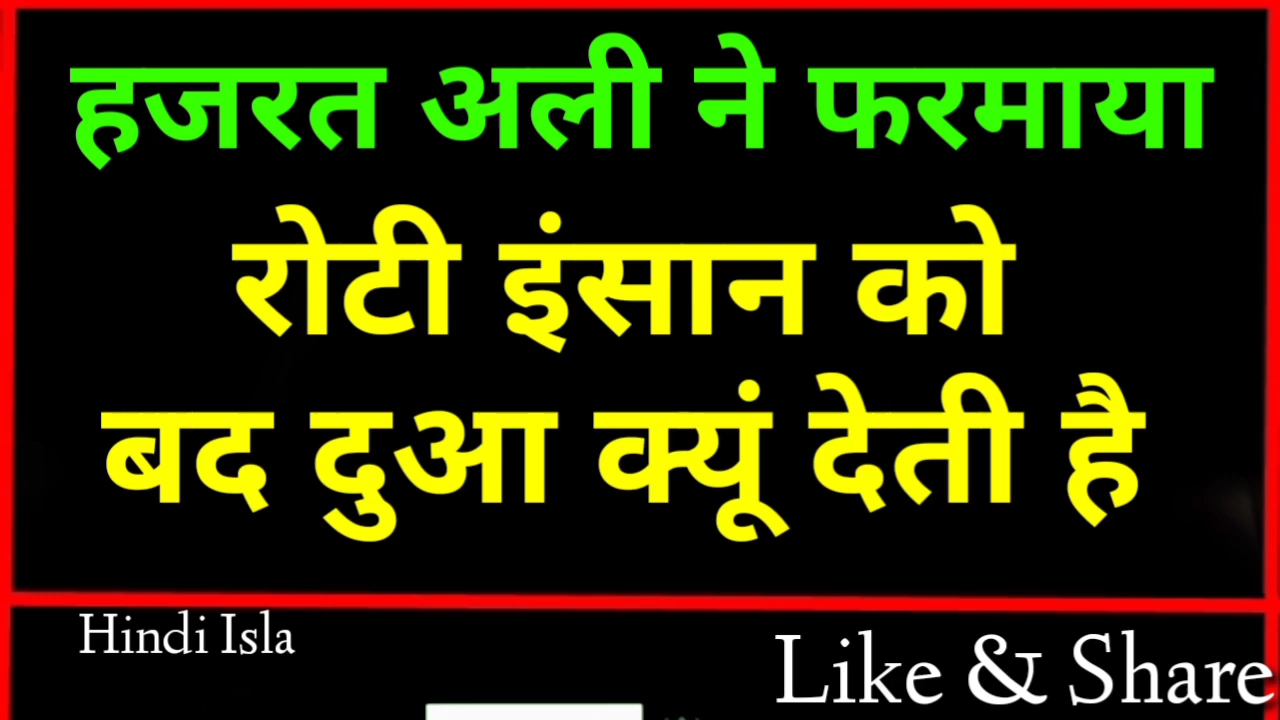 हजरत अली ने फरमाया
रोटी इंसान को
बद दुआ क्यूं देती है
Hindi Isla
Like & Share